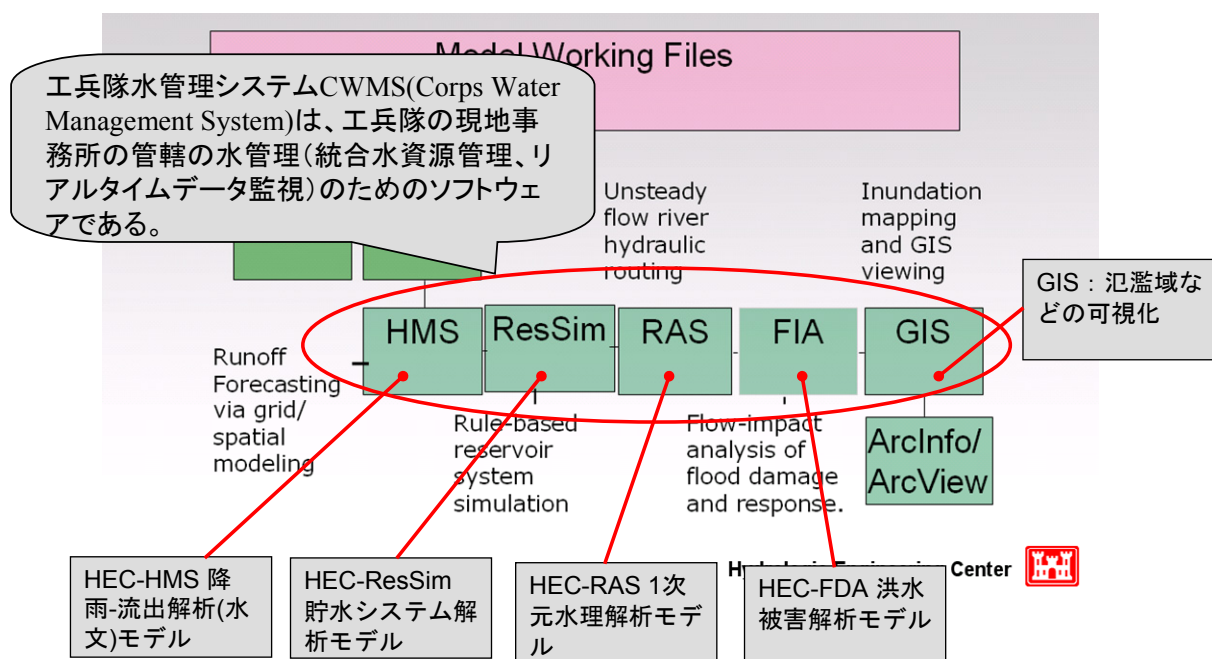 Model Working Files
工兵隊水管理システムCWMS(Corps Water
Management System)は、工兵隊の現地事
務所の管轄の水管理（統合水資源管理、リ
アルタイムデータ監視）のためのソフトウェ
アである。
Unsteady
flow river
hydraulic
routing
Inundation
mapping
and GIS
viewing
GIS：氾濫域な
どの可視化
HMS
ResSim
RAS
FIA
GIS
Runoff
Forecasting
via grid/
spatial
modeling
Rule-based
reservoir
system
simulation
Flow-impact
analysis of
flood damage
and response.
ArcInfo/
ArcView
HEC-HMS 降
雨-流出解析(水
文)モデル
HEC-ResSim
貯水システム解
析モデル
HEC-RAS 1次
元水理解析モデ
ル
HEC-FDA 洪水
被害解析モデル
Center